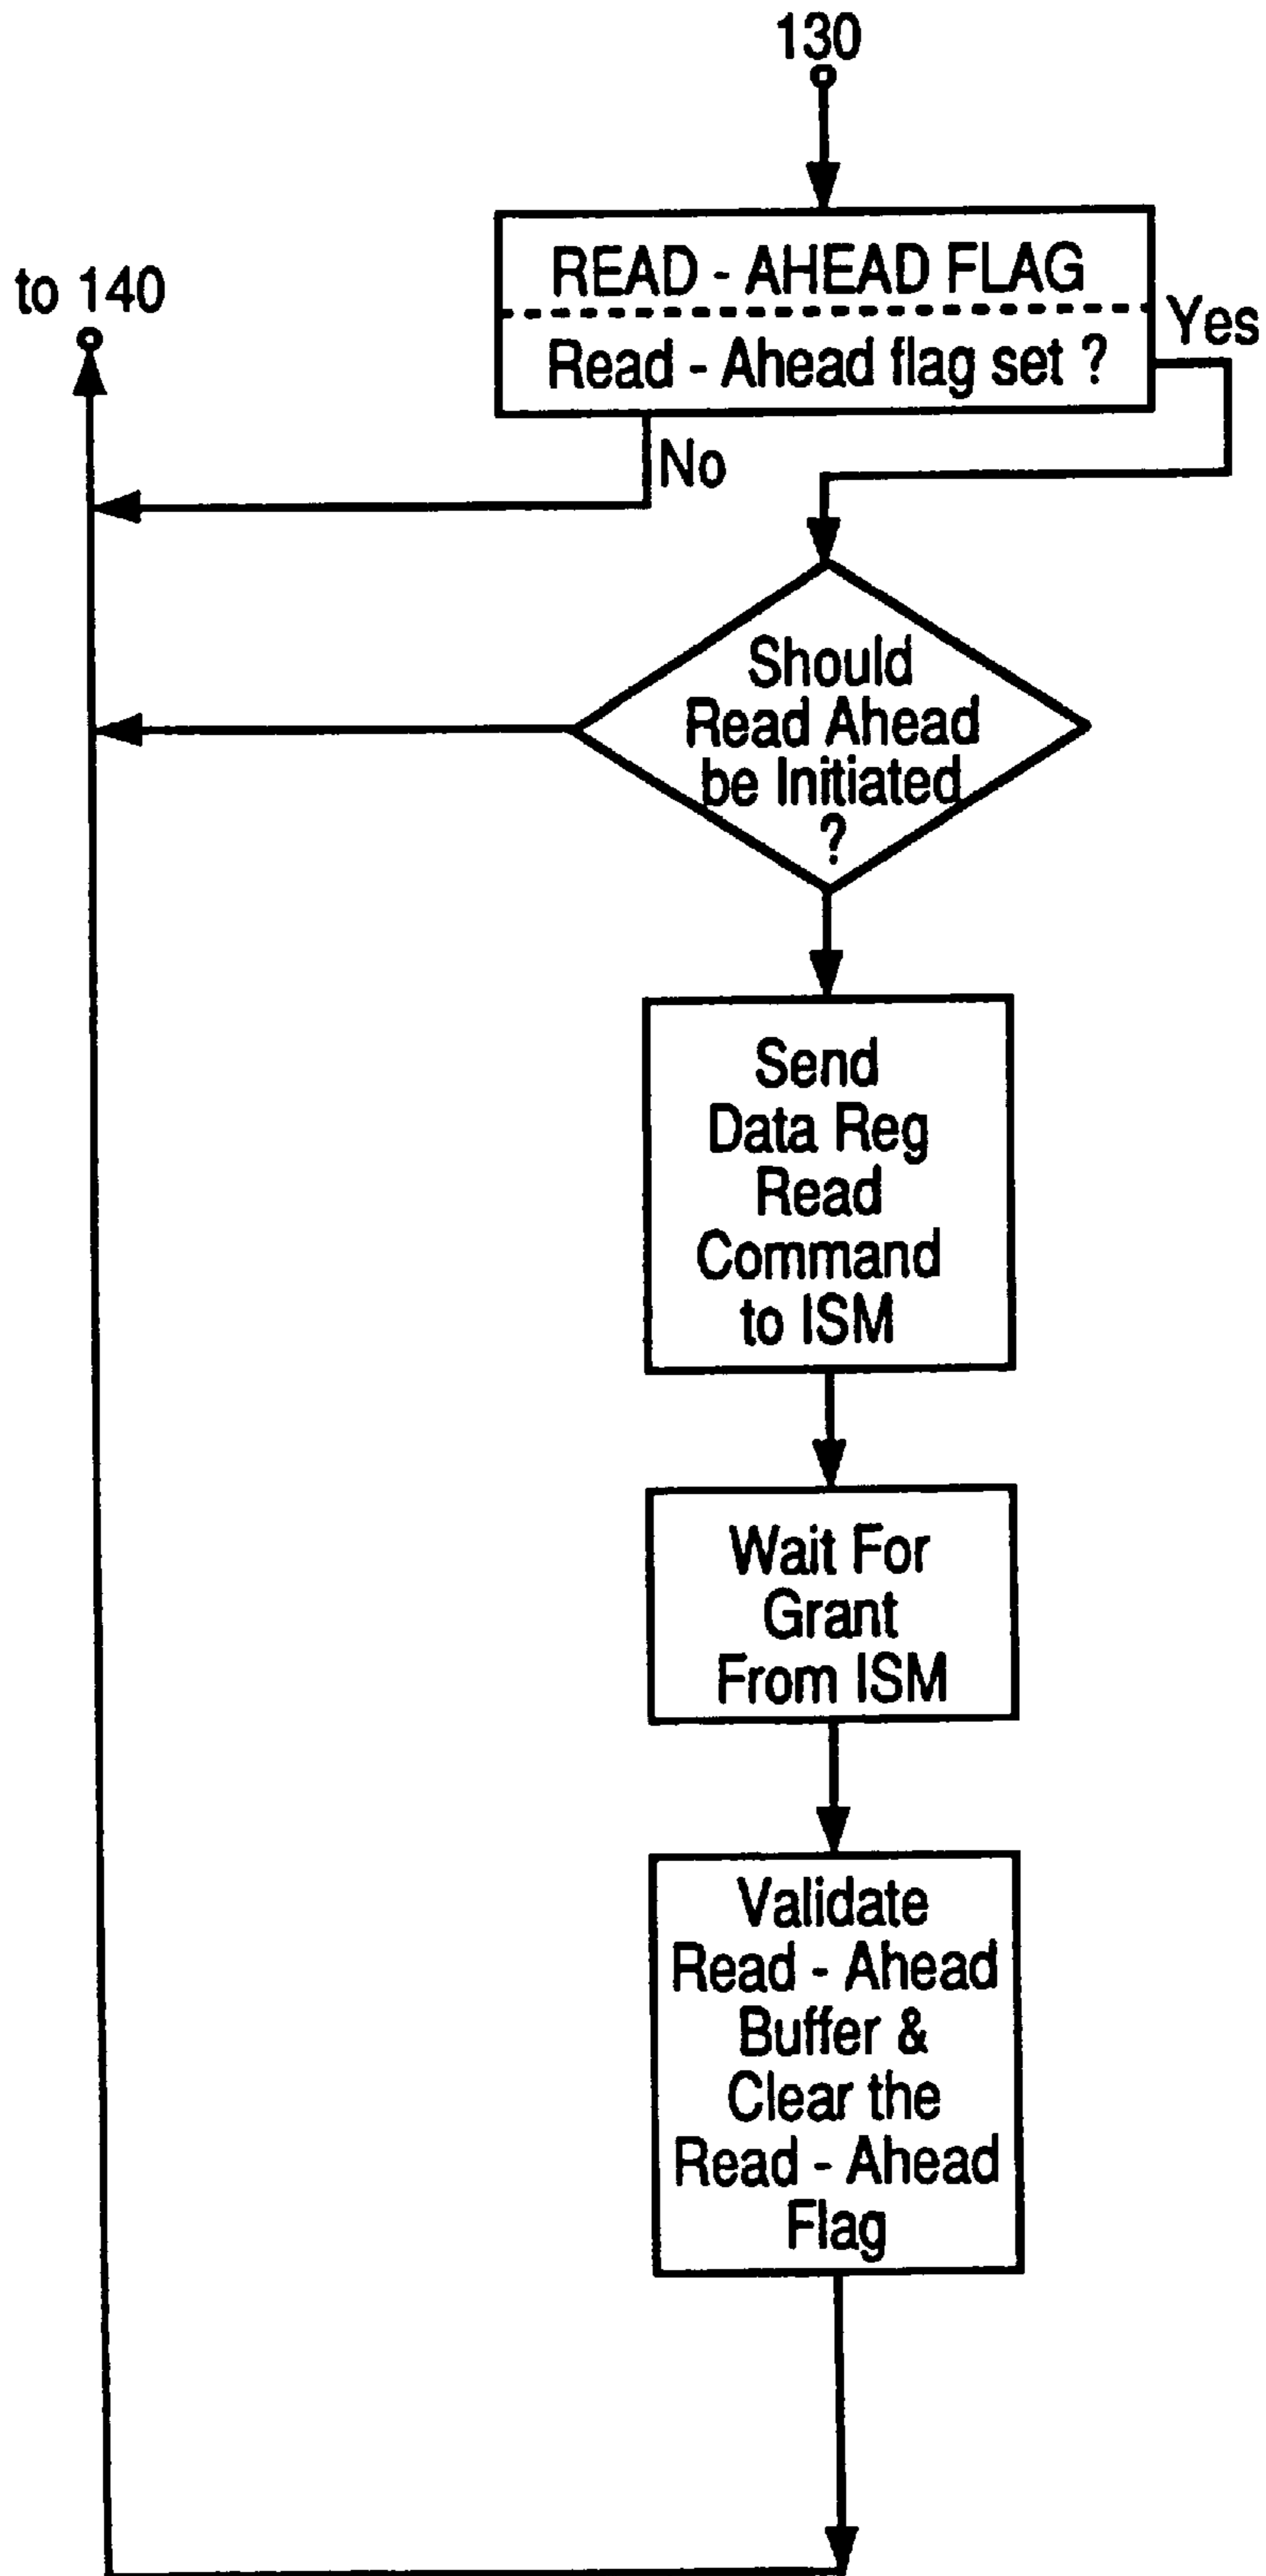 130
to 140
READ - AHEAD FLAG
Read - Ahead flag set ?
Yes
No
Should
Read Ahead
be Initiated
?
Send
Data Reg
Read
Command
to ISM
Wait For
Grant
From ISM
Validate
Read - Ahead
Buffer &
Clear the
Read - Ahead
Flag